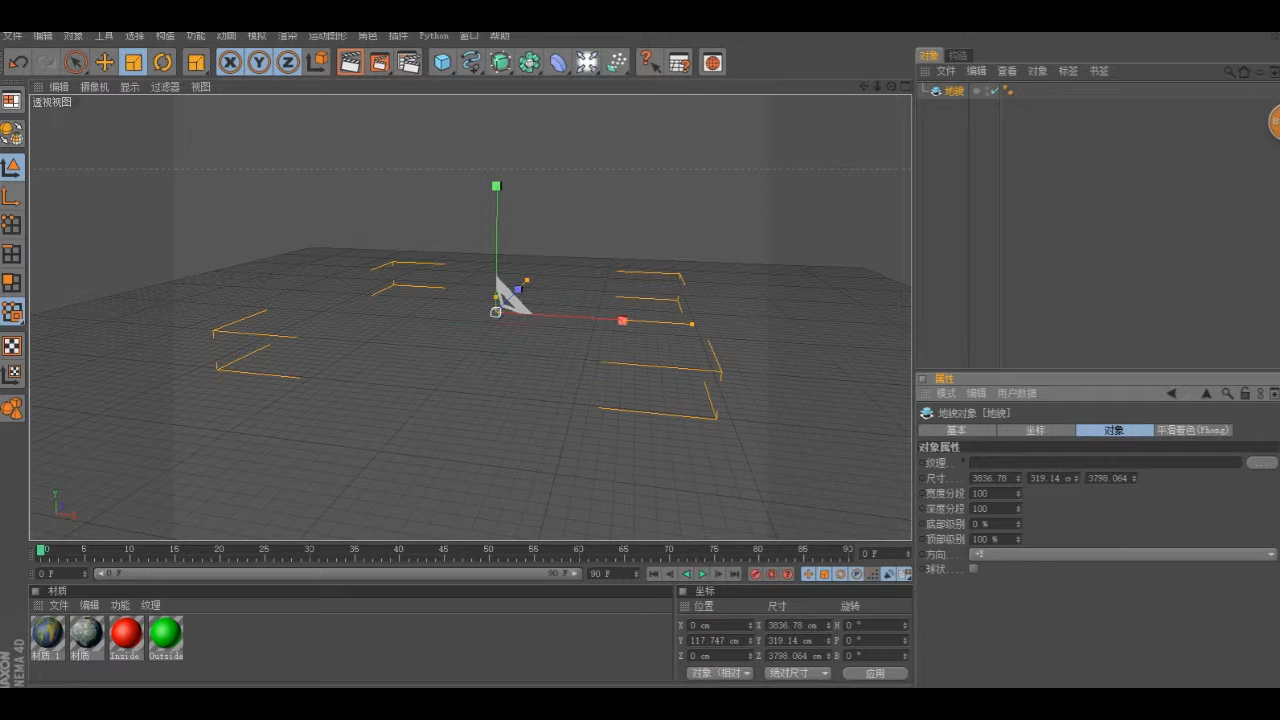 文件 编辑 对象 工具 选择 构造 功能 动画 模拟 渲染 运动图形 角色 插件 Python 窗口 帮助
X Y Z
编辑 摄像机 显示 过滤器 视图
透视视图
Y
X
0 5 10 15 20 25 30 35 40 45 50 55 60 65 70 75 80 85 90 0 F
0 F 0 F 90 F 90 F
材质
文件 编辑 功能 纹理
材质.1 材质 Inside Outside
MAXON
CINEMA 4D
坐标
位置 尺寸 旋转
X 0 cm X 3836.78 cm H 0 °
Y 117.747 cm Y 319.14 cm P 0 °
Z 0 cm Z 3798.064 cm B 0 °
对象 (相对 绝对尺寸 应用
对象 构造
文件 编辑 查看 对象 标签 书签
地貌
属性
模式 编辑 用户数据
地貌对象 [地貌]
基本 坐标 对象 平滑着色(Phong)
对象属性
纹理
尺寸 3836.78 319.14 c 3798.064
宽度分段 100
深度分段 100
底部级别 0 %
顶部级别 100 %
方向 +Y
球状